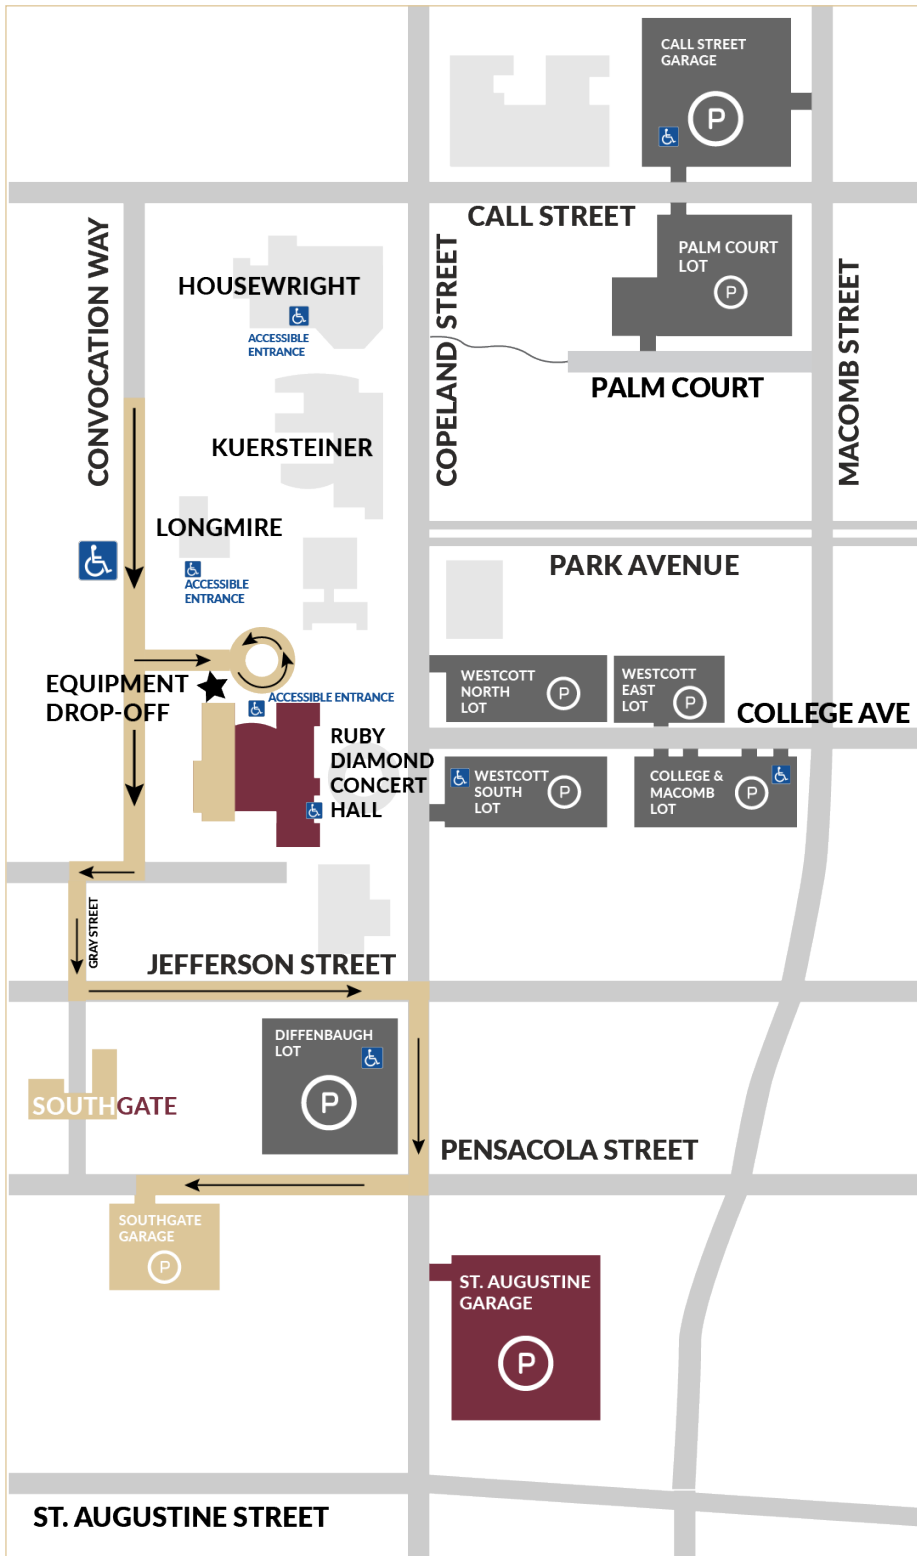 CALL STREET
GARAGE
P
CALL STREET
CONVOCATION WAY
COPELAND STREET
MACOMB STREET
PALM COURT
LOT
P
HOUSEWRIGHT
ACCESSIBLE
ENTRANCE
PALM COURT
KUERSTEINER
LONGMIRE
ACCESSIBLE
ENTRANCE
PARK AVENUE
EQUIPMENT
DROP-OFF
ACCESSIBLE ENTRANCE
RUBY
DIAMOND
CONCERT
HALL
WESTCOTT
NORTH
LOT
P
WESTCOTT
EAST
LOT
P
COLLEGE AVE
WESTCOTT
SOUTH
LOT
P
COLLEGE &
MACOMB
LOT
P
GRAY STREET
JEFFERSON STREET
DIFFENBAUGH
LOT
P
SOUTHGATE
PENSACOLA STREET
SOUTHGATE
GARAGE
P
ST. AUGUSTINE
GARAGE
P
ST. AUGUSTINE STREET